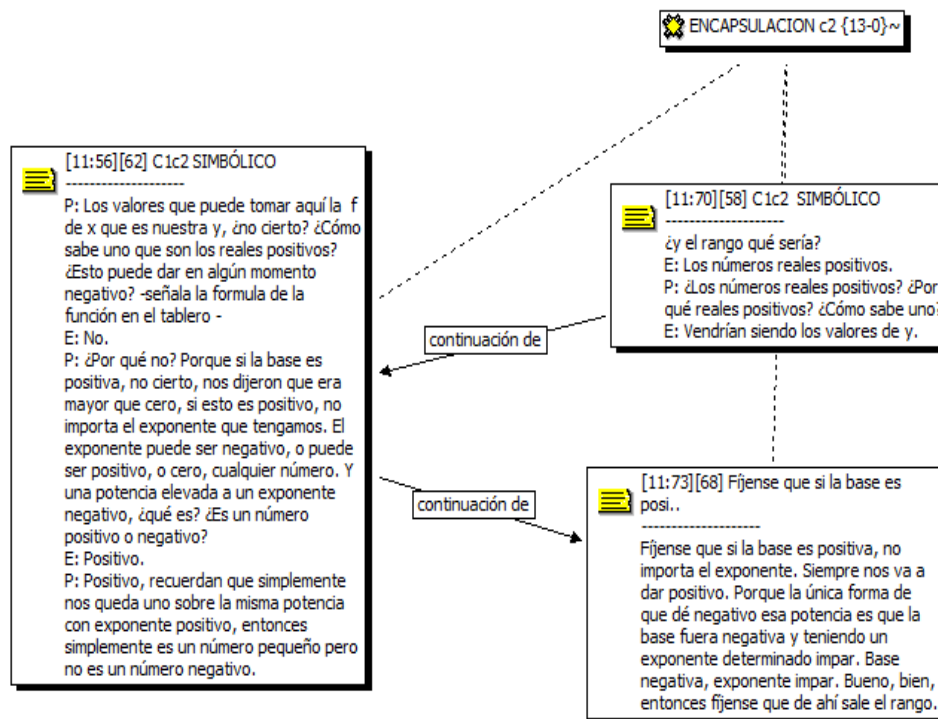 ENCAPSULACION c2 {13-0}~
[11:56][62] C1c2 SIMBÓLICO
--------------------
P: Los valores que puede tomar aquí la f
de x que es nuestra y, ¿no cierto? ¿Cómo
sabe uno que son los reales positivos?
¿Esto puede dar en algún momento
negativo? -señala la formula de la
función en el tablero -
E: No.
P: ¿Por qué no? Porque si la base es
positiva, no cierto, nos dijeron que era
mayor que cero, si esto es positivo, no
importa el exponente que tengamos. El
exponente puede ser negativo, o puede
ser positivo, o cero, cualquier número. Y
una potencia elevada a un exponente
negativo, ¿qué es? ¿Es un número
positivo o negativo?
E: Positivo.
P: Positivo, recuerdan que simplemente
nos queda uno sobre la misma potencia
con exponente positivo, entonces
simplemente es un número pequeño pero
no es un número negativo.
[11:70][58] C1c2 SIMBÓLICO
--------------------
¿y el rango qué sería?
E: Los números reales positivos.
P: ¿Los números reales positivos? ¿Por
qué reales positivos? ¿Cómo sabe uno?
E: Vendrían siendo los valores de y.
continuación de
continuación de
[11:73][68] Fíjense que si la base es
posi..
--------------------
Fíjense que si la base es positiva, no
importa el exponente. Siempre nos va a
dar positivo. Porque la única forma de
que dé negativo esa potencia es que la
base fuera negativa y teniendo un
exponente determinado impar. Base
negativa, exponente impar. Bueno, bien,
entonces fíjense que de ahí sale el rango.